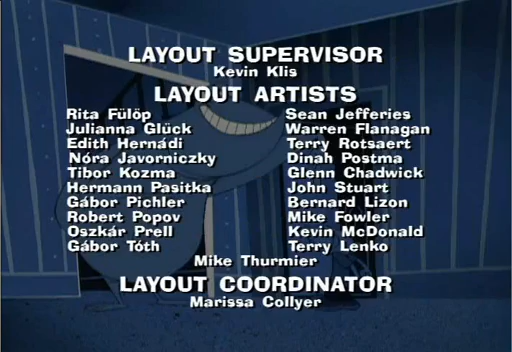 LAYOUT SUPERVISOR
Kevin Klis
LAYOUT ARTISTS
Rita Fülöp
Julianna Glück
Edith Hernádi
Nóra Javorniczky
Tibor Kozma
Hermann Pasitka
Gábor Pichler
Robert Popov
Oszkár Prell
Gábor Tóth
Sean Jefferies
Warren Flanagan
Terry Rotsaert
Dinah Postma
Glenn Chadwick
John Stuart
Bernard Lizon
Mike Fowler
Kevin McDonald
Terry Lenko
Mike Thurmier
LAYOUT COORDINATOR
Marissa Collyer